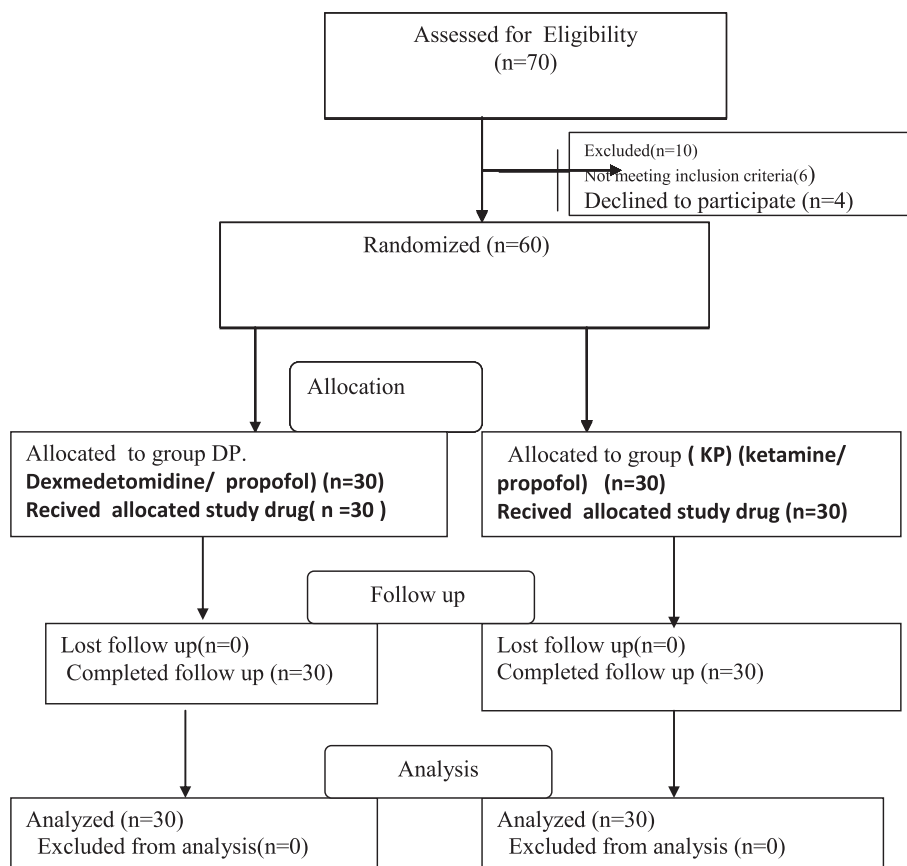 Assessed for Eligibility
(n=70)
Excluded(n=10)
Not meeting inclusion criteria(6)
Declined to participate (n=4)
Randomized (n=60)
Allocation
Allocated to group DP.
Dexmedetomidine/ propofol) (n=30)
Recived allocated study drug( n =30 )
Allocated to group ( KP) (ketamine/
propofol) (n=30)
Recived allocated study drug (n=30)
Follow up
Lost follow up(n=0)
Completed follow up (n=30)
Lost follow up(n=0)
Completed follow up (n=30)
Analysis
Analyzed (n=30)
Excluded from analysis(n=0)
Analyzed (n=30)
Excluded from analysis (n=0)